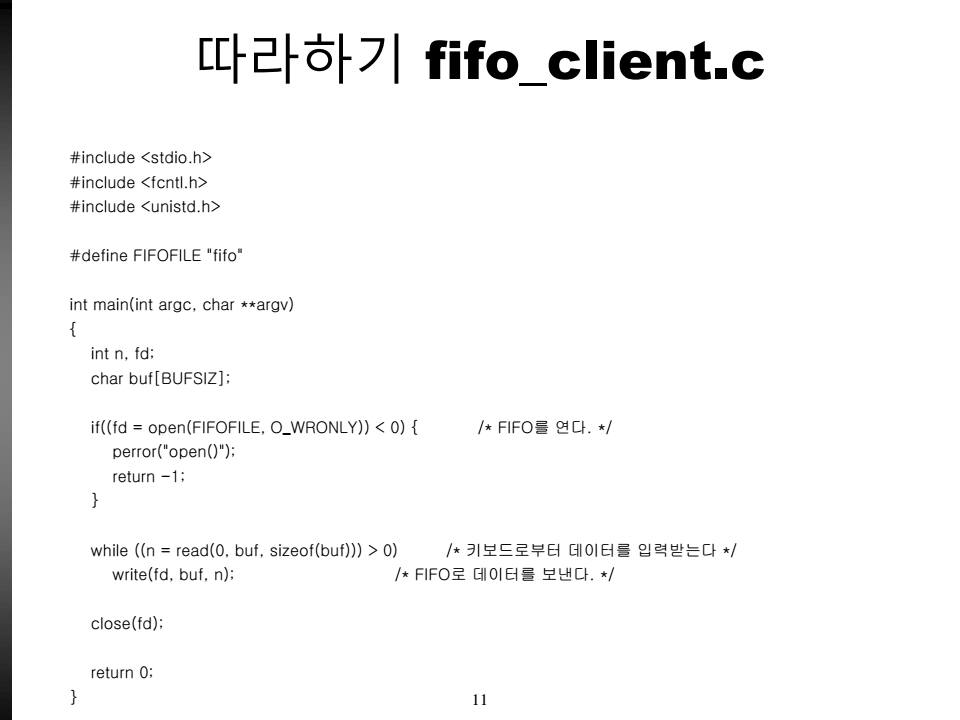 따라하기 fifo_client.c
#include <stdio.h>
#include <fcntl.h>
#include <unistd.h>
#define FIFOFILE "fifo"
int main(int argc, char **argv)
{
int n, fd;
char buf[BUFSIZ];
if((fd = open(FIFOFILE, O_WRONLY)) < 0) { /* FIFO를 연다. */
perror("open()");
return -1;
}
while ((n = read(0, buf, sizeof(buf))) > 0) /* 키보드로부터 데이터를 입력받는다 */
write(fd, buf, n); /* FIFO로 데이터를 보낸다. */
close(fd);
return 0;
}
11